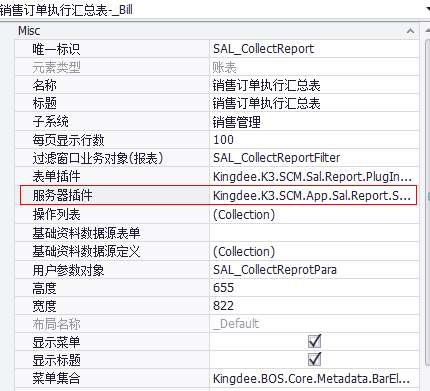 销售订单执行汇总表-_Bill
Misc
唯一标识 SAL_CollectReport
元素类型 账表
名称 销售订单执行汇总表
标题 销售订单执行汇总表
子系统 销售管理
每页显示行数 100
过滤窗口业务对象(报表) SAL_CollectReportFilter
表单插件 Kingdee.K3.SCM.Sal.Report.PlugIn...
服务器插件 Kingdee.K3.SCM.App.Sal.Report.S...
操作列表 (Collection)
基础资料数据源表单
基础资料数据源定义 (Collection)
用户参数对象 SAL_CollectReprotPara
高度 655
宽度 822
布局名称 _Default
显示菜单
显示标题
菜单集合 Kingdee.BOS.Core.Metadata.BarEl...